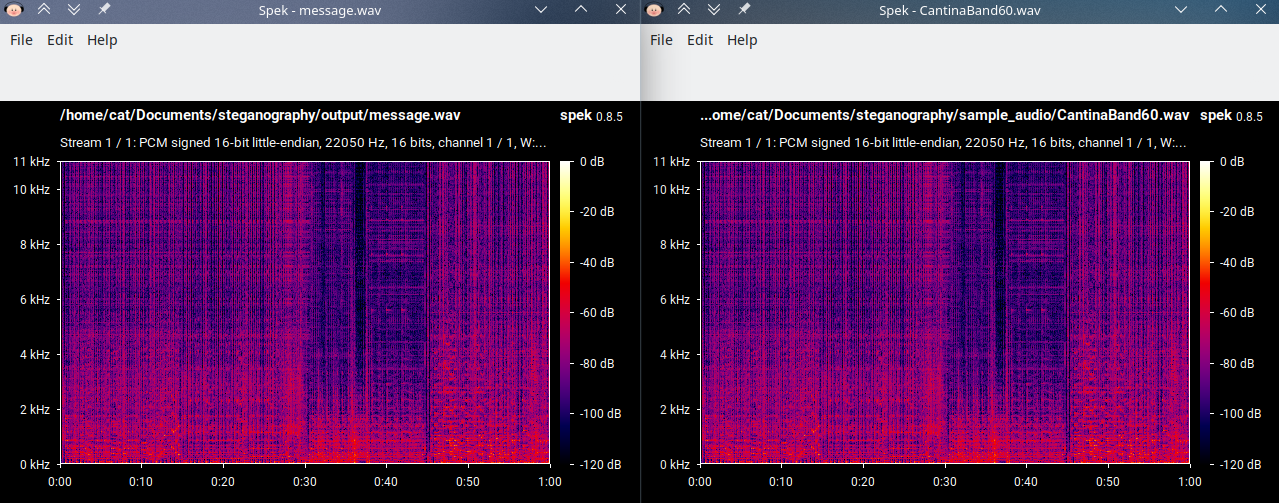 Spek - message.wav
File Edit Help
/home/cat/Documents/steganography/output/message.wav spek 0.8.5
Stream 1 / 1: PCM signed 16-bit little-endian, 22050 Hz, 16 bits, channel 1 / 1, W:...
11 kHz
10 kHz
8 kHz
6 kHz
4 kHz
2 kHz
0 kHz
0:00 0:10 0:20 0:30 0:40 0:50 1:00
0 dB
-20 dB
-40 dB
-60 dB
-80 dB
-100 dB
-120 dB
Spek - CantinaBand60.wav
File Edit Help
...ome/cat/Documents/steganography/sample_audio/CantinaBand60.wav spek 0.8.5
Stream 1 / 1: PCM signed 16-bit little-endian, 22050 Hz, 16 bits, channel 1 / 1, W:...
11 kHz
10 kHz
8 kHz
6 kHz
4 kHz
2 kHz
0 kHz
0:00 0:10 0:20 0:30 0:40 0:50 1:00
0 dB
-20 dB
-40 dB
-60 dB
-80 dB
-100 dB
-120 dB